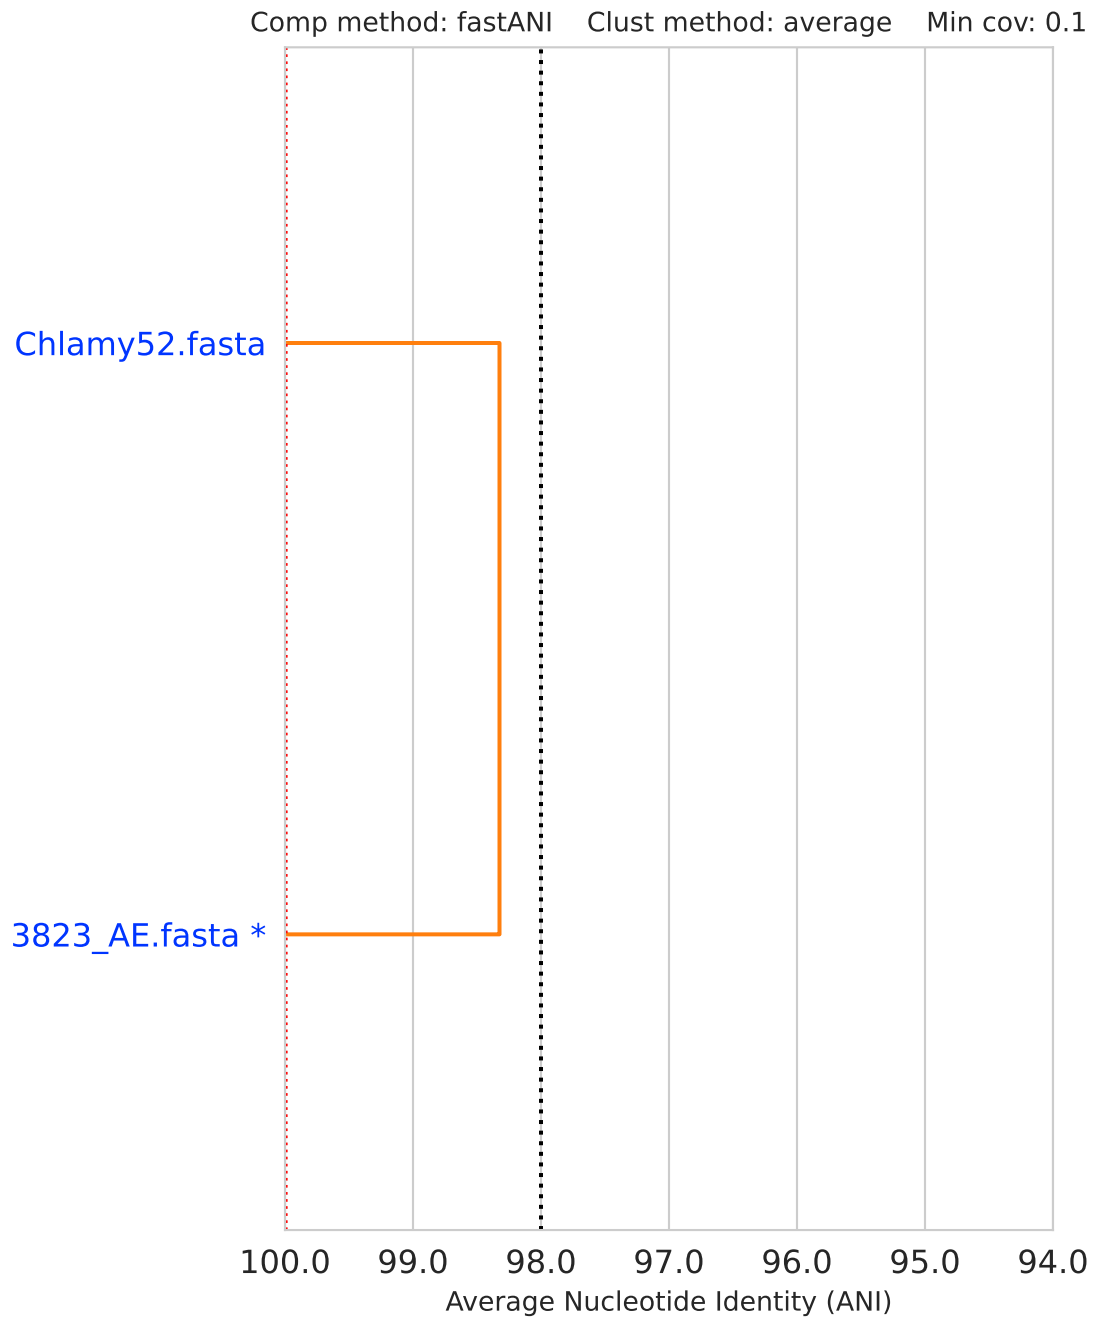 Comp method: fastANI    Clust method: average    Min cov: 0.1
Chlamy52.fasta
3823_AE.fasta *
100.0 99.0 98.0 97.0 96.0 95.0 94.0
Average Nucleotide Identity (ANI)